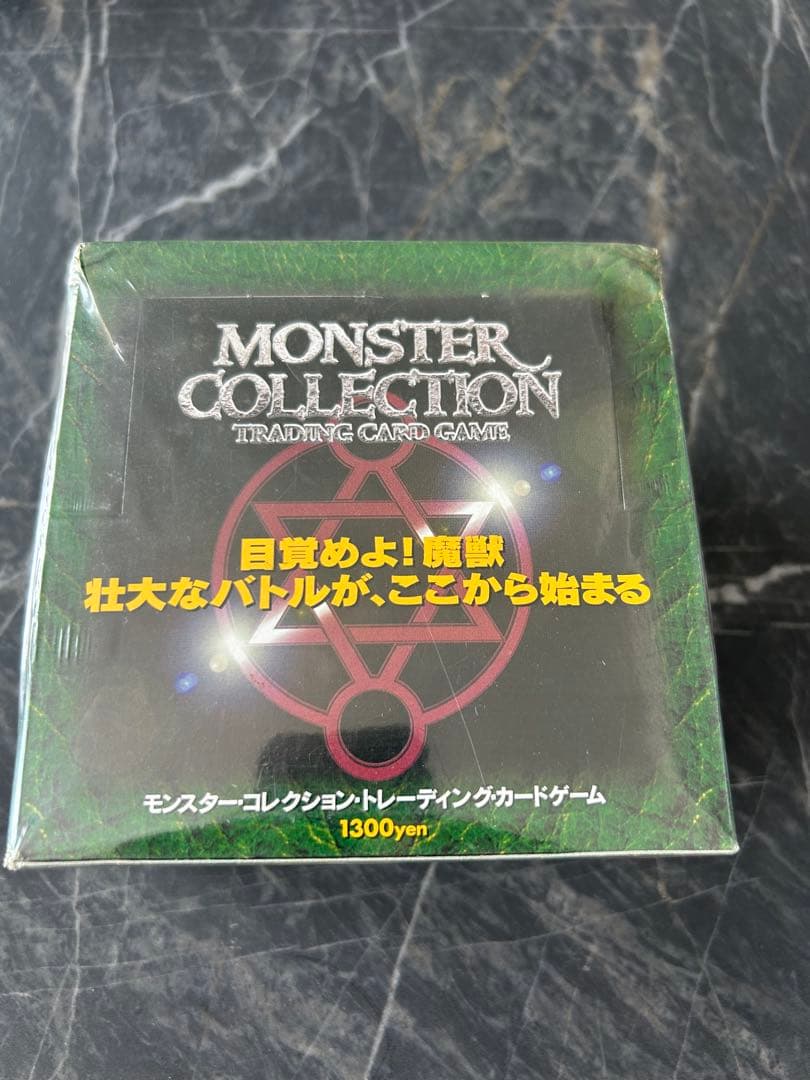 MONSTER
COLLECTION
TRADING CARD GAME
目覚めよ!魔獣
壮大なバトルが、ここから始まる
モンスター・コレクション・トレーディング・カードゲーム
1300yen